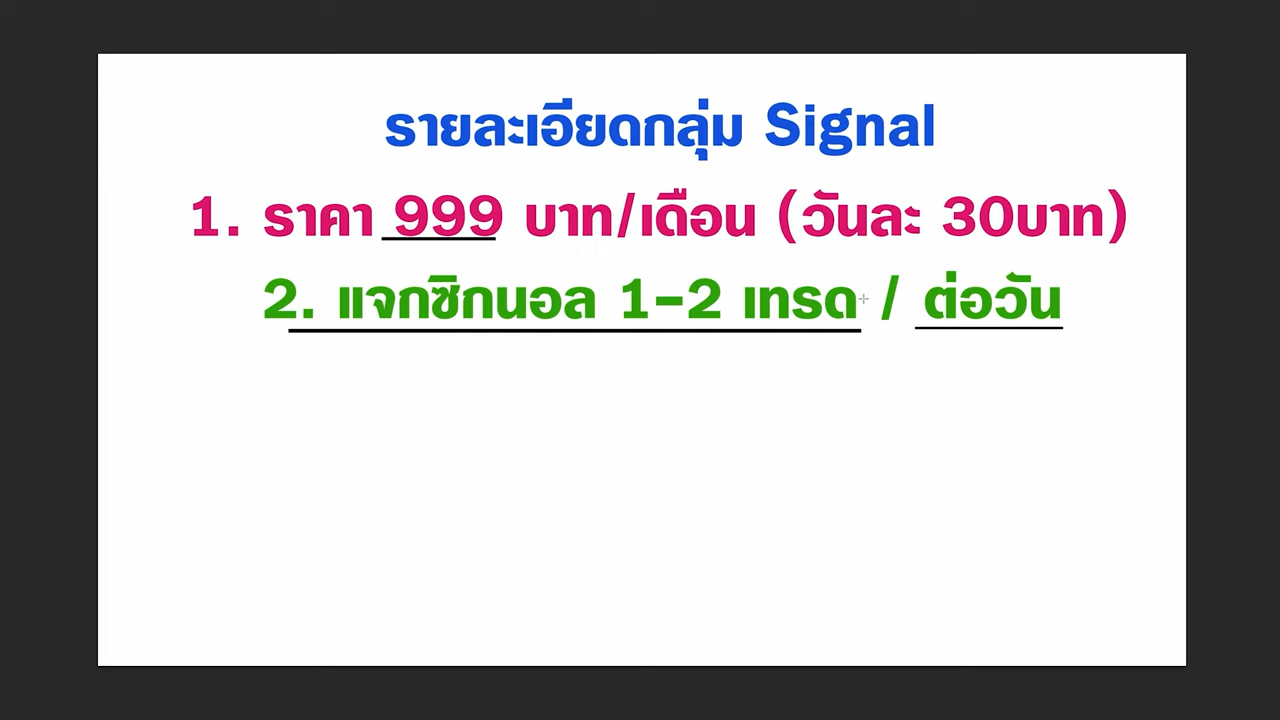 รายละเอียดกลุ่ม Signal
1. ราคา 999 บาท/เดือน (วันละ 30บาท)
2. แจกซิกนอล 1-2 เทรด / ต่อวัน